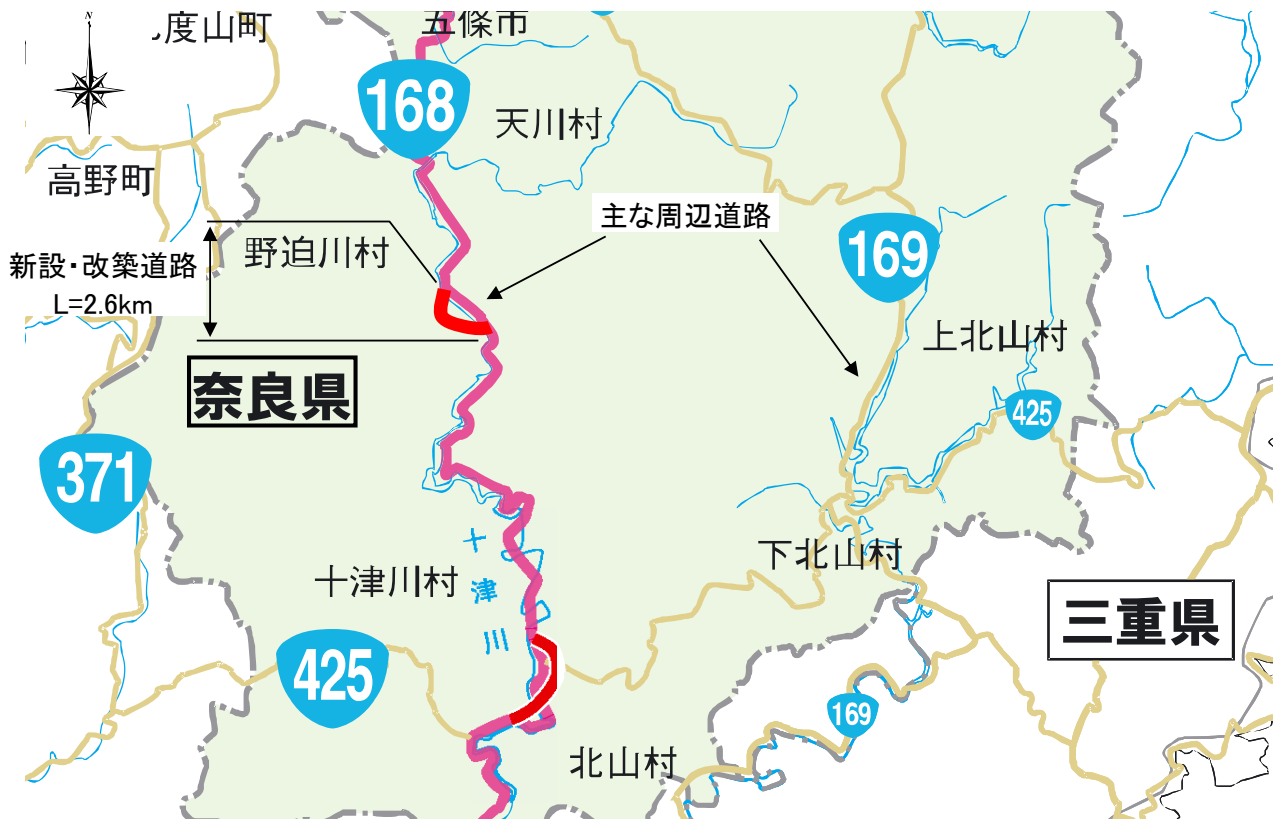 N
度山町
五條市
168
天川村
高野町
主な周辺道路
野迫川村
169
新設・改築道路
L=2.6km
上北山村
奈良県
425
371
十津川
下北山村
十津川村
三重県
425
169
北山村